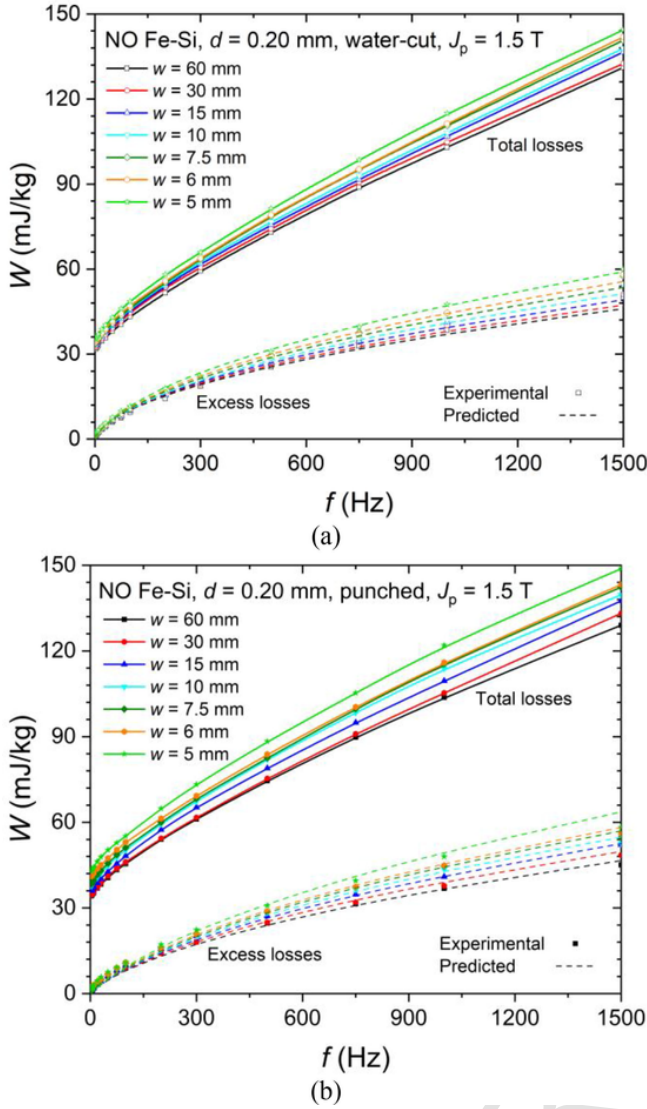 150
NO Fe-Si, d = 0.20 mm, water-cut, Jp = 1.5 T
w = 60 mm
w = 30 mm
w = 15 mm
w = 10 mm
w = 7.5 mm
w = 6 mm
w = 5 mm
120
90
60
30
0
W (mJ/kg)
Total losses
Excess losses
Experimental
Predicted
0 300 600 900 1200 1500
f (Hz)
(a)
150
NO Fe-Si, d = 0.20 mm, punched, Jp = 1.5 T
w = 60 mm
w = 30 mm
w = 15 mm
w = 10 mm
w = 7.5 mm
w = 6 mm
w = 5 mm
120
90
60
30
0
W (mJ/kg)
Total losses
Excess losses
Experimental
Predicted
0 300 600 900 1200 1500
f (Hz)
(b)